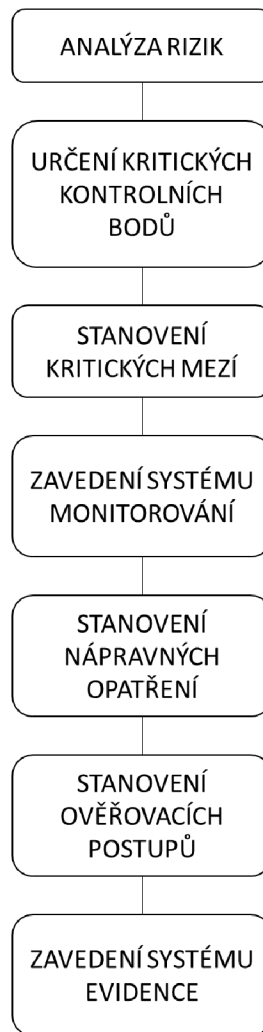 ANALÝZA RIZIK
URČENÍ KRITICKÝCH
KONTROLNÍCH
BODŮ
STANOVENÍ
KRITICKÝCH MEZÍ
ZAVEDENÍ SYSTÉMU
MONITOROVÁNÍ
STANOVENÍ
NÁPRAVNÝCH
OPATŘENÍ
STANOVENÍ
OVĚŘOVACÍCH
POSTUPŮ
ZAVEDENÍ SYSTÉMU
EVIDENCE